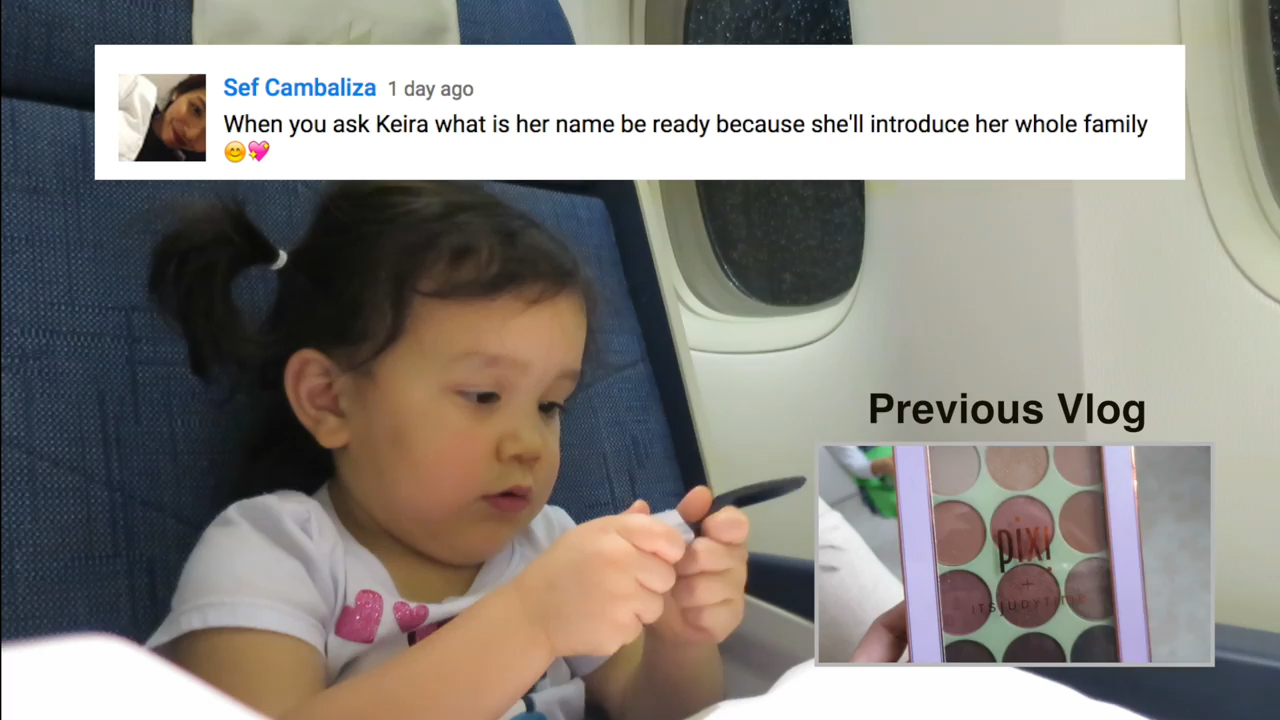 Sef Cambaliza 1 day ago
When you ask Keira what is her name be ready because she'll introduce her whole family
😊💖
Previous Vlog
pixi
+
ITSJUDYTIME